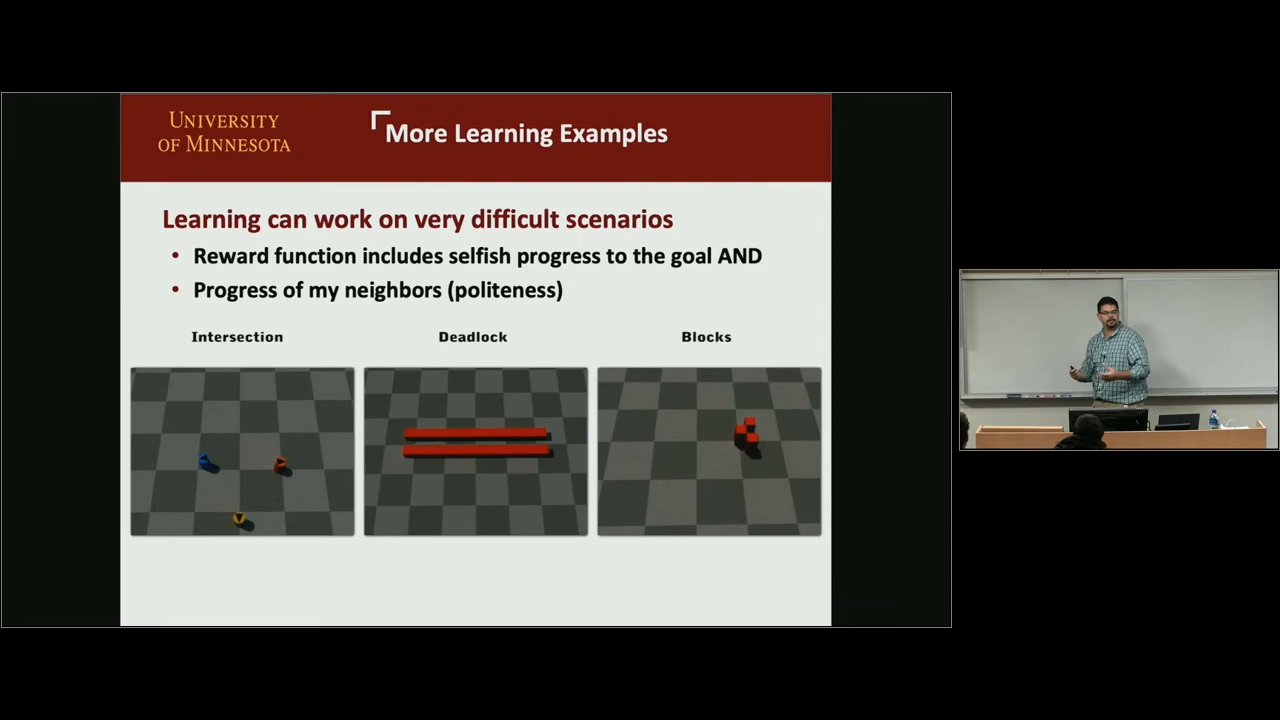 UNIVERSITY
OF MINNESOTA
More Learning Examples
Learning can work on very difficult scenarios
• Reward function includes selfish progress to the goal AND
• Progress of my neighbors (politeness)
Intersection
Deadlock
Blocks